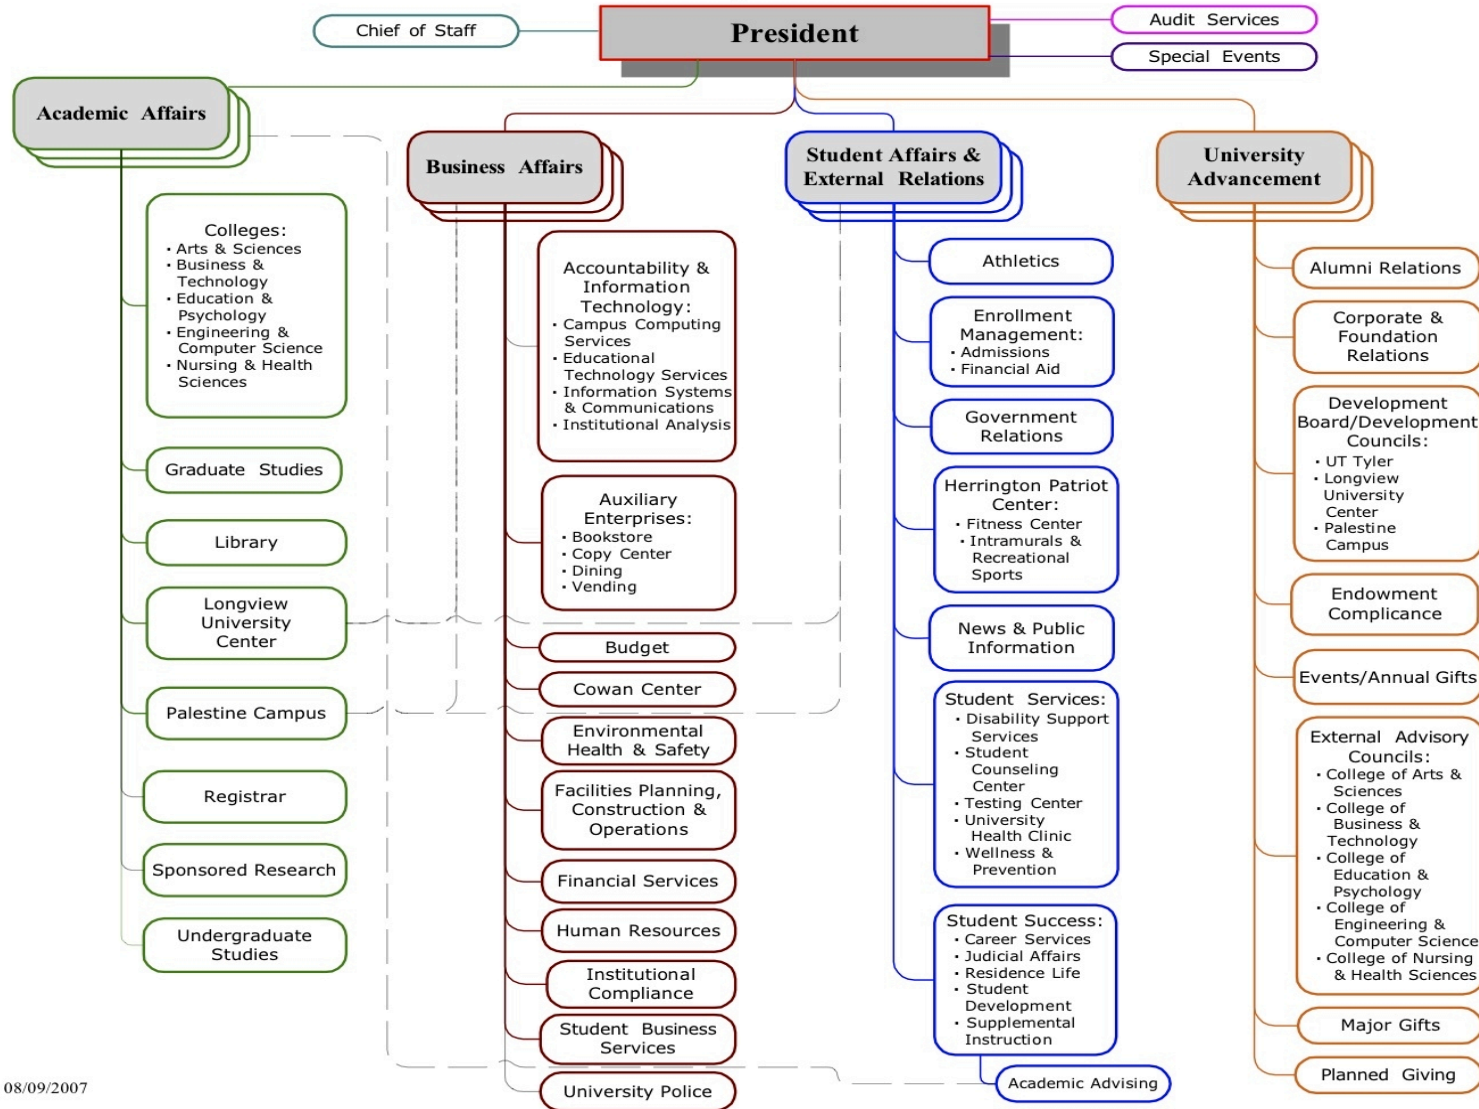 President
Chief of Staff
Audit Services
Special Events
Academic Affairs
Colleges:
· Arts & Sciences
· Business &
Technology
· Education &
Psychology
· Engineering &
Computer Science
· Nursing & Health
Sciences
Graduate Studies
Library
Longview
University
Center
Palestine Campus
Registrar
Sponsored Research
Undergraduate
Studies
Business Affairs
Accountability &
Information
Technology:
· Campus Computing
Services
· Educational
Technology Services
· Information Systems
& Communications
· Institutional Analysis
Auxiliary
Enterprises:
· Bookstore
· Copy Center
· Dining
· Vending
Budget
Cowan Center
Environmental
Health & Safety
Facilities Planning,
Construction &
Operations
Financial Services
Human Resources
Institutional
Compliance
Student Business
Services
University Police
Student Affairs &
External Relations
Athletics
Enrollment
Management:
· Admissions
· Financial Aid
Government
Relations
Herrington Patriot
Center:
· Fitness Center
· Intramurals &
Recreational
Sports
News & Public
Information
Student Services:
· Disability Support
Services
· Student
Counseling
Center
· Testing Center
· University
Health Clinic
· Wellness &
Prevention
Student Success:
· Career Services
· Judicial Affairs
· Residence Life
· Student
Development
· Supplemental
Instruction
Academic Advising
University
Advancement
Alumni Relations
Corporate &
Foundation
Relations
Development
Board/Development
Councils:
· UT Tyler
· Longview
University
Center
· Palestine
Campus
Endowment
Complicance
Events/Annual Gifts
External Advisory
Councils:
· College of Arts &
Sciences
· College of
Business &
Technology
· College of
Education &
Psychology
· College of
Engineering &
Computer Science
· College of Nursing
& Health Sciences
Major Gifts
Planned Giving
08/09/2007